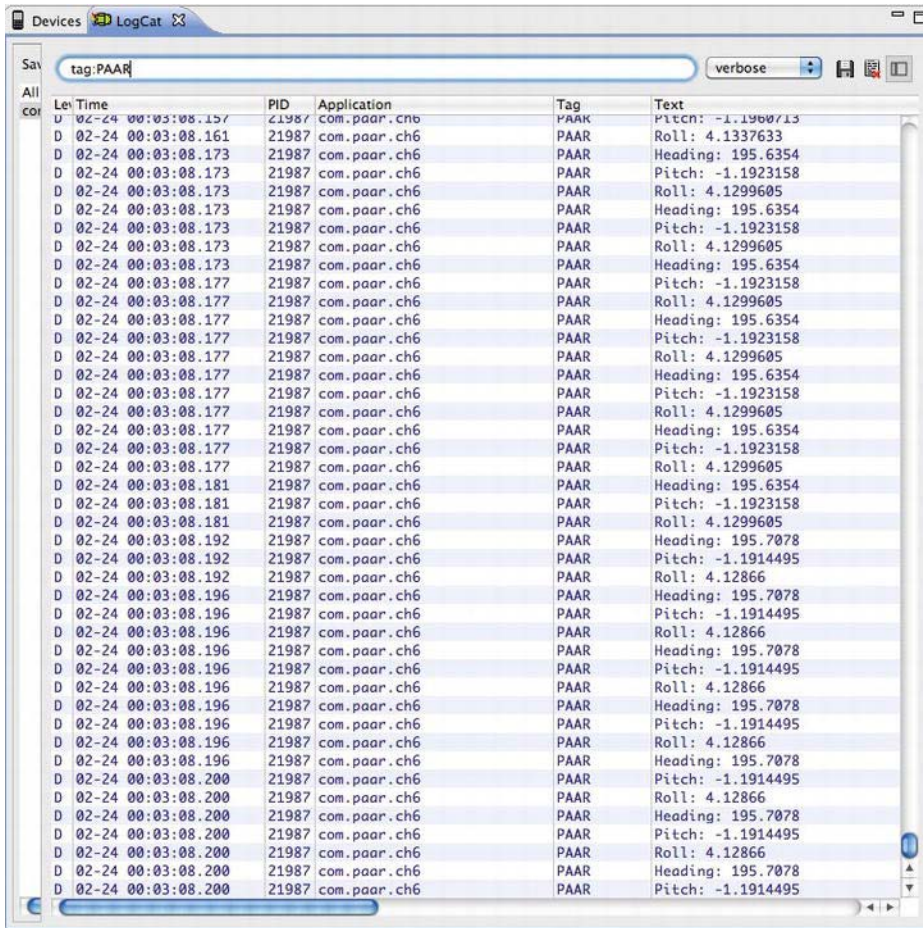 Devices LogCat
Sav
tag:PAAR
verbose
All
cor
Lev Time PID Application Tag Text
D 02-24 00:03:08.157 21987 com.paar.ch6 PAAR Pitch: -1.1960713
D 02-24 00:03:08.161 21987 com.paar.ch6 PAAR Roll: 4.1337633
D 02-24 00:03:08.173 21987 com.paar.ch6 PAAR Heading: 195.6354
D 02-24 00:03:08.173 21987 com.paar.ch6 PAAR Pitch: -1.1923158
D 02-24 00:03:08.173 21987 com.paar.ch6 PAAR Roll: 4.1299605
D 02-24 00:03:08.173 21987 com.paar.ch6 PAAR Heading: 195.6354
D 02-24 00:03:08.173 21987 com.paar.ch6 PAAR Pitch: -1.1923158
D 02-24 00:03:08.173 21987 com.paar.ch6 PAAR Roll: 4.1299605
D 02-24 00:03:08.173 21987 com.paar.ch6 PAAR Heading: 195.6354
D 02-24 00:03:08.177 21987 com.paar.ch6 PAAR Pitch: -1.1923158
D 02-24 00:03:08.177 21987 com.paar.ch6 PAAR Roll: 4.1299605
D 02-24 00:03:08.177 21987 com.paar.ch6 PAAR Heading: 195.6354
D 02-24 00:03:08.177 21987 com.paar.ch6 PAAR Pitch: -1.1923158
D 02-24 00:03:08.177 21987 com.paar.ch6 PAAR Roll: 4.1299605
D 02-24 00:03:08.177 21987 com.paar.ch6 PAAR Heading: 195.6354
D 02-24 00:03:08.177 21987 com.paar.ch6 PAAR Pitch: -1.1923158
D 02-24 00:03:08.177 21987 com.paar.ch6 PAAR Roll: 4.1299605
D 02-24 00:03:08.177 21987 com.paar.ch6 PAAR Heading: 195.6354
D 02-24 00:03:08.177 21987 com.paar.ch6 PAAR Pitch: -1.1923158
D 02-24 00:03:08.177 21987 com.paar.ch6 PAAR Roll: 4.1299605
D 02-24 00:03:08.181 21987 com.paar.ch6 PAAR Heading: 195.6354
D 02-24 00:03:08.181 21987 com.paar.ch6 PAAR Pitch: -1.1923158
D 02-24 00:03:08.181 21987 com.paar.ch6 PAAR Roll: 4.1299605
D 02-24 00:03:08.192 21987 com.paar.ch6 PAAR Heading: 195.7078
D 02-24 00:03:08.192 21987 com.paar.ch6 PAAR Pitch: -1.1914495
D 02-24 00:03:08.192 21987 com.paar.ch6 PAAR Roll: 4.12866
D 02-24 00:03:08.196 21987 com.paar.ch6 PAAR Heading: 195.7078
D 02-24 00:03:08.196 21987 com.paar.ch6 PAAR Pitch: -1.1914495
D 02-24 00:03:08.196 21987 com.paar.ch6 PAAR Roll: 4.12866
D 02-24 00:03:08.196 21987 com.paar.ch6 PAAR Heading: 195.7078
D 02-24 00:03:08.196 21987 com.paar.ch6 PAAR Pitch: -1.1914495
D 02-24 00:03:08.196 21987 com.paar.ch6 PAAR Roll: 4.12866
D 02-24 00:03:08.196 21987 com.paar.ch6 PAAR Heading: 195.7078
D 02-24 00:03:08.196 21987 com.paar.ch6 PAAR Pitch: -1.1914495
D 02-24 00:03:08.196 21987 com.paar.ch6 PAAR Roll: 4.12866
D 02-24 00:03:08.196 21987 com.paar.ch6 PAAR Heading: 195.7078
D 02-24 00:03:08.200 21987 com.paar.ch6 PAAR Pitch: -1.1914495
D 02-24 00:03:08.200 21987 com.paar.ch6 PAAR Roll: 4.12866
D 02-24 00:03:08.200 21987 com.paar.ch6 PAAR Heading: 195.7078
D 02-24 00:03:08.200 21987 com.paar.ch6 PAAR Pitch: -1.1914495
D 02-24 00:03:08.200 21987 com.paar.ch6 PAAR Roll: 4.12866
D 02-24 00:03:08.200 21987 com.paar.ch6 PAAR Heading: 195.7078
D 02-24 00:03:08.200 21987 com.paar.ch6 PAAR Pitch: -1.1914495